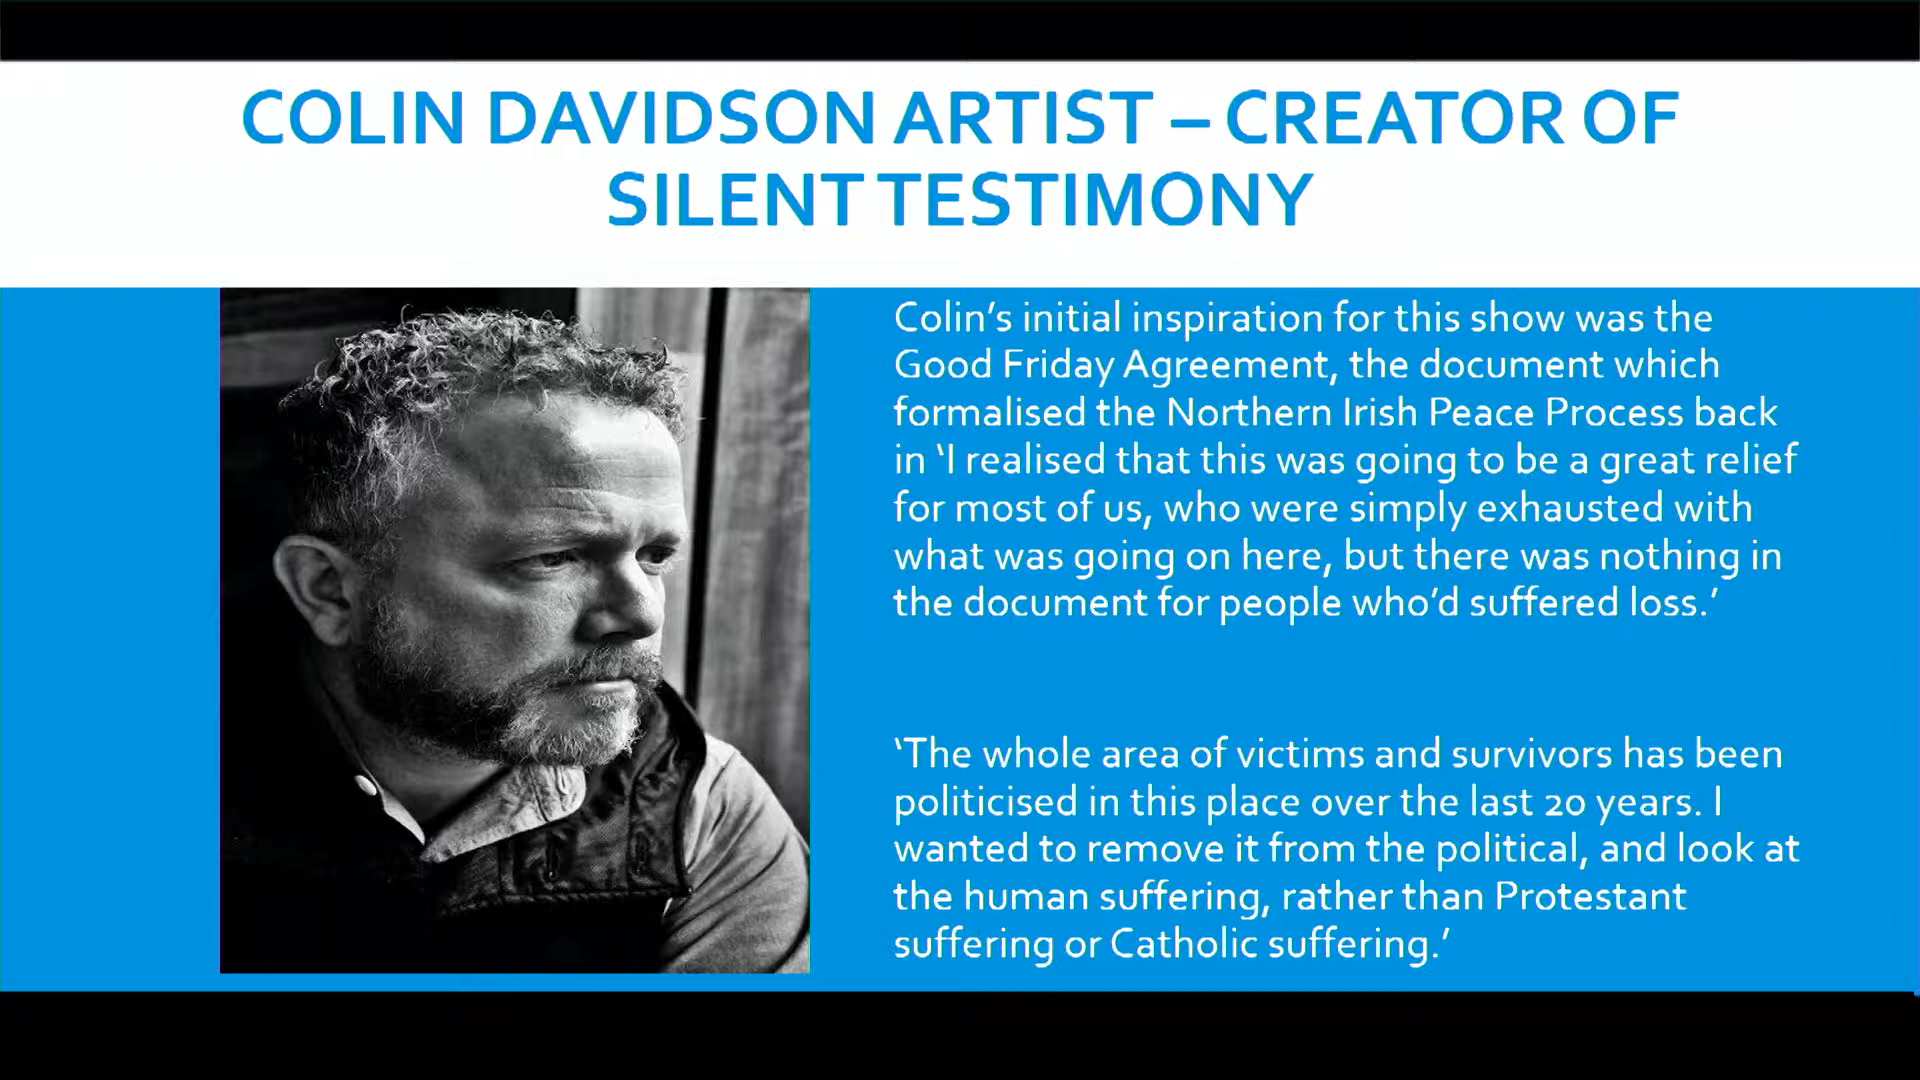 COLIN DAVIDSON ARTIST – CREATOR OF
SILENT TESTIMONY
Colin’s initial inspiration for this show was the
Good Friday Agreement, the document which
formalised the Northern Irish Peace Process back
in ‘I realised that this was going to be a great relief
for most of us, who were simply exhausted with
what was going on here, but there was nothing in
the document for people who’d suffered loss.’
‘The whole area of victims and survivors has been
politicised in this place over the last 20 years. I
wanted to remove it from the political, and look at
the human suffering, rather than Protestant
suffering or Catholic suffering.’